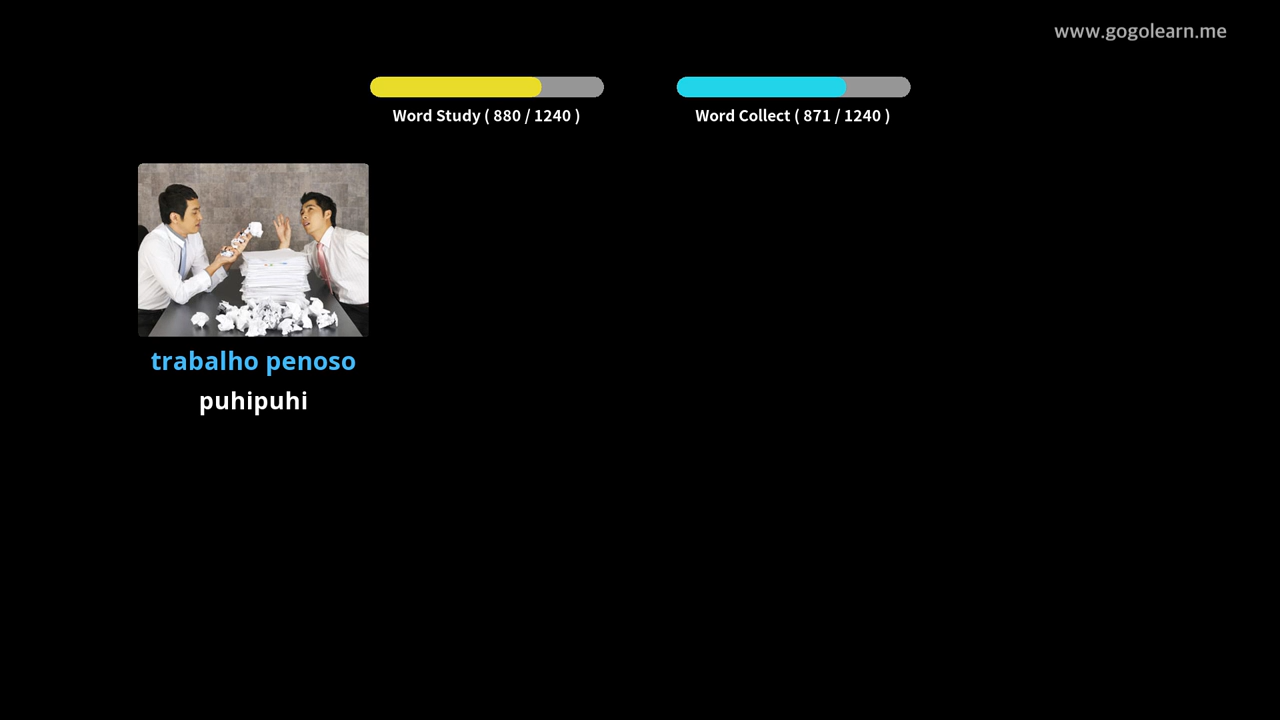 www.gogolearn.me
Word Study ( 880 / 1240 )
Word Collect ( 871 / 1240 )
trabalho penoso
puhipuhi